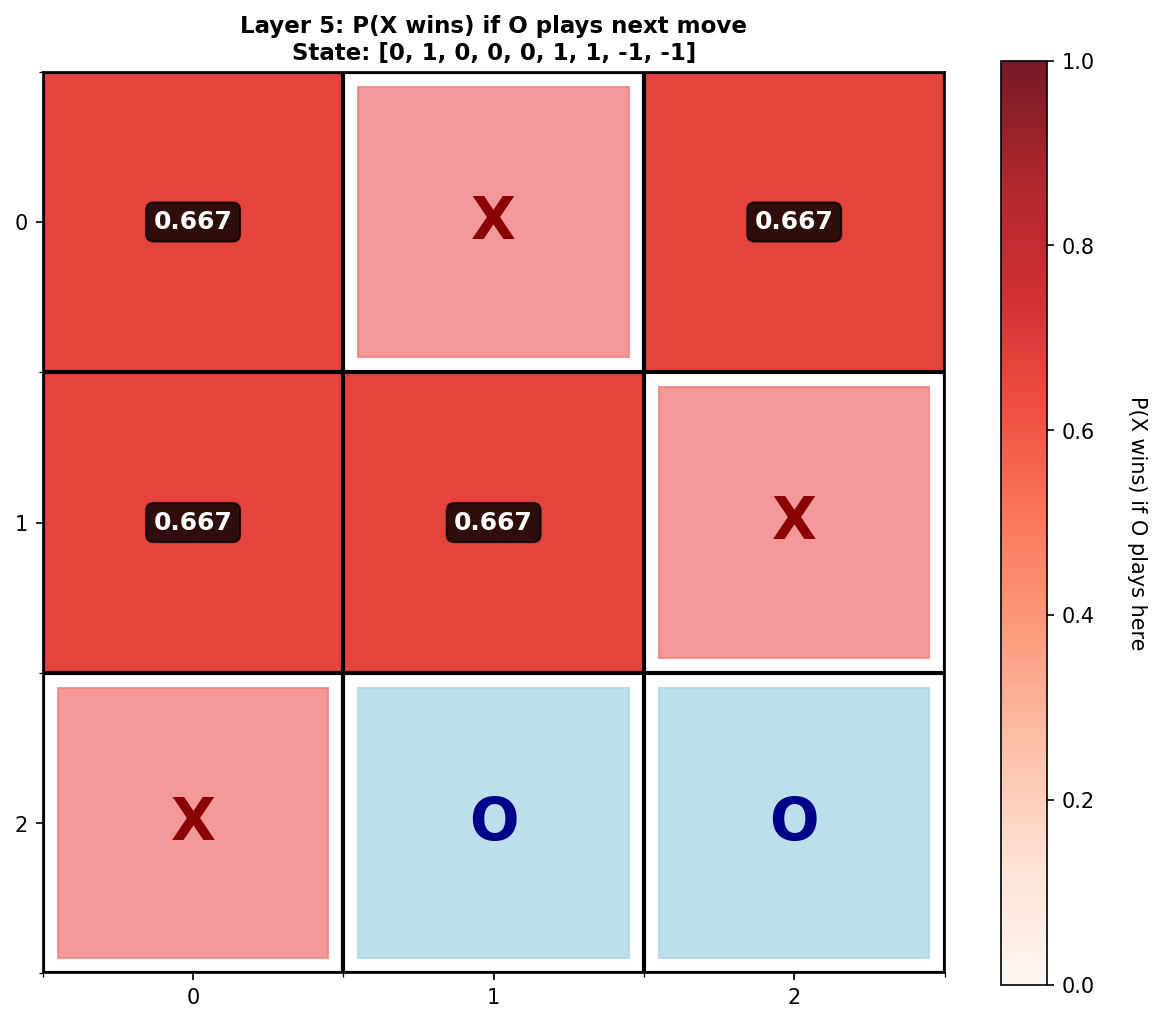 Layer 5: P(X wins) if O plays next move
State: [0, 1, 0, 0, 0, 1, 1, -1, -1]
0.667 X 0.667
0
0.667 0.667 X
1
X O O
2
0 1 2
1.0
0.8
0.6
0.4
0.2
0.0
P(X wins) if O plays here